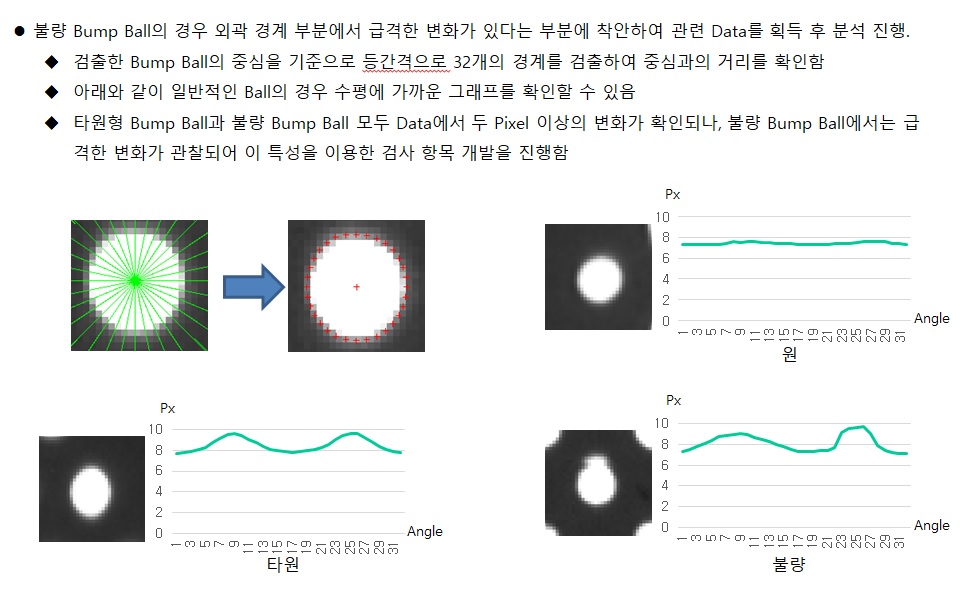 ● 불량 Bump Ball의 경우 외곽 경계 부분에서 급격한 변화가 있다는 부분에 착안하여 관련 Data를 획득 후 분석 진행.
◆ 검출한 Bump Ball의 중심을 기준으로 등간격으로 32개의 경계를 검출하여 중심과의 거리를 확인함
◆ 아래와 같이 일반적인 Ball의 경우 수평에 가까운 그래프를 확인할 수 있음
◆ 타원형 Bump Ball과 불량 Bump Ball 모두 Data에서 두 Pixel 이상의 변화가 확인되나, 불량 Bump Ball에서는 급
격한 변화가 관찰되어 이 특성을 이용한 검사 항목 개발을 진행함
Px
10
8
6
4
2
0
Angle
1 3 5 7 9 11 13 15 17 19 21 23 25 27 29 31
원
Px
10
8
6
4
2
0
Angle
1 3 5 7 9 11 13 15 17 19 21 23 25 27 29 31
타원
Px
10
8
6
4
2
0
Angle
1 3 5 7 9 11 13 15 17 19 21 23 25 27 29 31
불량